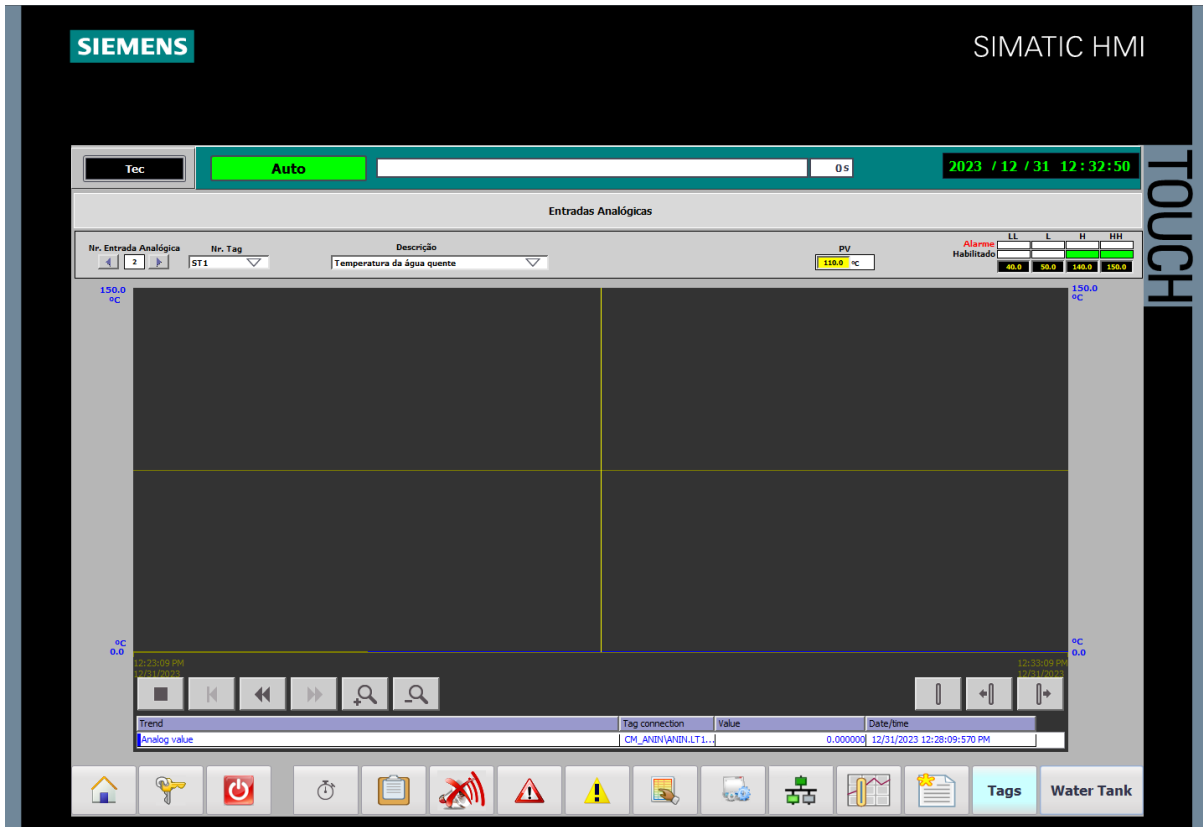 SIEMENS
SIMATIC HMI
TOUCH
Tec
Auto
0 s
2023 / 12 / 31 12 : 32 : 50
Entradas Analógicas
Nr. Entrada Analógica
Nr. Tag
Descrição
PV
LL L H HH
Alarme
Habilitado
2
ST1
Temperatura da água quente
110.0 ºC
40.0 50.0 140.0 150.0
150.0
ºC
150.0
ºC
ºC
0.0
ºC
0.0
12:23:09 PM
12/31/2023
12:33:09 PM
12/31/2023
Trend Tag connection Value Date/time
Analog value CM_ANIN\ANIN.LT1... 0.000000 12/31/2023 12:28:09:570 PM
Tags
Water Tank